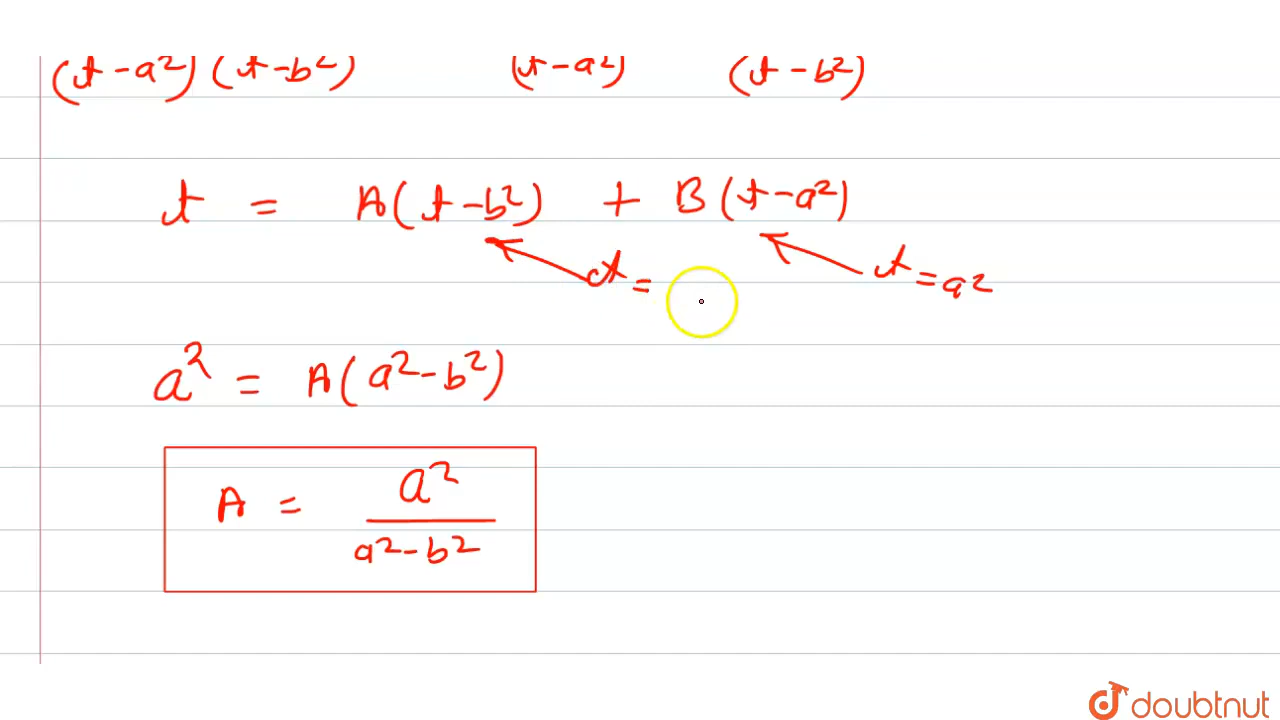 (t-a²) (t-b²) (t-a²) (t-b²)
t = A(t-b²) + B(t-a²)
t = t = a²
a² = A(a²-b²)
A = a²
a²-b²
doubtnut